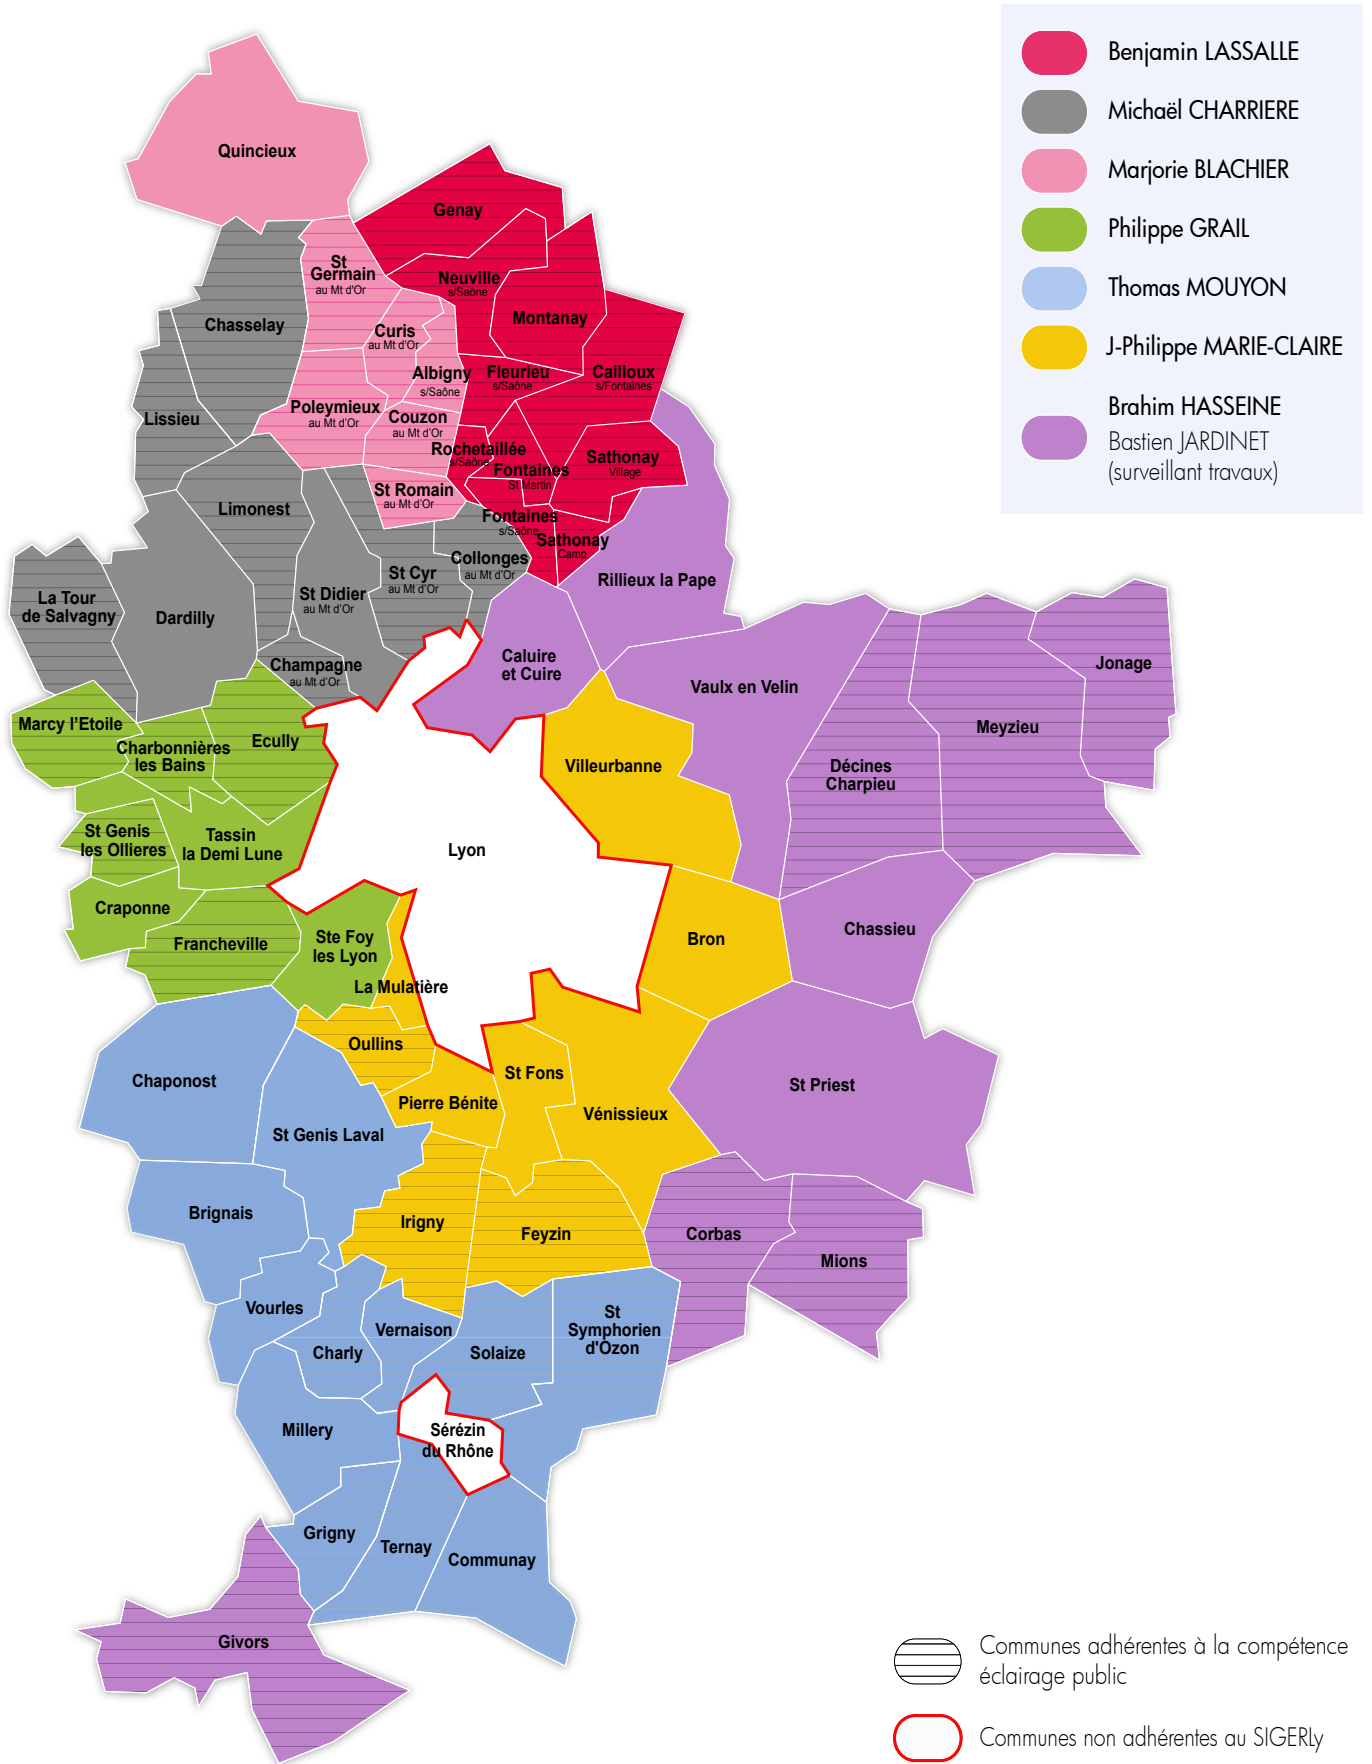 Benjamin LASSALLE
Michaël CHARRIERE
Marjorie BLACHIER
Philippe GRAIL
Thomas MOUYON
J-Philippe MARIE-CLAIRE
Brahim HASSEINE
Bastien JARDINET
(surveillant travaux)
Quincieux
Genay
St
Germain
au Mt d'Or
Neuville
s/Saône
Chasselay
Curis
au Mt d'Or
Montanay
Albigny
s/Saône
Fleurieu
s/Saône
Cailloux
s/Fontaines
Lissieu
Poleymieux
au Mt d'Or
Couzon
au Mt d'Or
Rochetaillée
s/Saône
Fontaines
St Martin
Sathonay
Village
St Romain
au Mt d'Or
Limonest
Fontaines
s/Saône
Sathonay
Camp
Collonges
au Mt d'Or
St Cyr
au Mt d'Or
Rillieux la Pape
St Didier
au Mt d'Or
La Tour
de Salvagny
Dardilly
Champagne
au Mt d'Or
Caluire
et Cuire
Vaulx en Velin
Jonage
Meyzieu
Marcy l'Etoile
Charbonnières
les Bains
Ecully
Villeurbanne
Décines
Charpieu
St Genis
les Ollieres
Tassin
la Demi Lune
Lyon
Craponne
Francheville
Ste Foy
les Lyon
Bron
Chassieu
La Mulatière
Oullins
Chaponost
St Fons
St Priest
Pierre Bénite
Vénissieux
St Genis Laval
Brignais
Irigny
Feyzin
Corbas
Mions
Vourles
Vernaison
St
Symphorien
d'Ozon
Charly
Solaize
Millery
Sérézin
du Rhône
Grigny
Ternay
Communay
Givors
Communes adhérentes à la compétence
éclairage public
Communes non adhérentes au SIGERLy